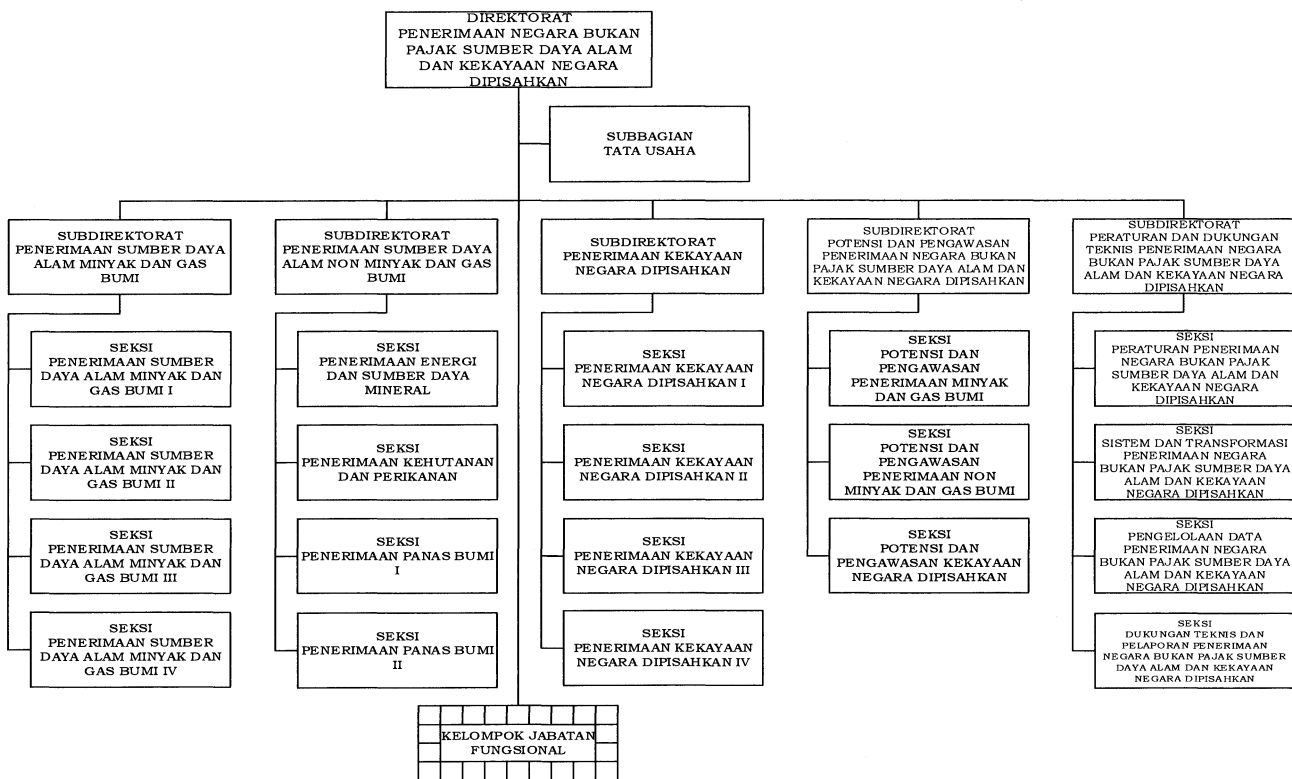 DIREKTORAT
PENERIMAAN NEGARA BUKAN
PAJAK SUMBER DAYA ALAM
DAN KEKAYAAN NEGARA
DIPISAHKAN
SUBBAGIAN
TATA USAHA
SUBDIREKTORAT
PENERIMAAN SUMBER DAYA
ALAM MINYAK DAN GAS
BUMI
SUBDIREKTORAT
PENERIMAAN SUMBER DAYA
ALAM NON MINYAK DAN GAS
BUMI
SUBDIREKTORAT
PENERIMAAN KEKAYAAN
NEGARA DIPISAHKAN
SUBDIREKTORAT
POTENSI DAN PENGAWASAN
PENERIMAAN NEGARA BUKAN
PAJAK SUMBER DAYA ALAM DAN
KEKAYAAN NEGARA DIPISAHKAN
SUBDIREKTORAT
PERATURAN DAN DUKUNGAN
TEKNIS PENERIMAAN NEGARA
BUKAN PAJAK SUMBER DAYA
ALAM DAN KEKAYAAN NEGARA
DIPISAHKAN
SEKSI
PENERIMAAN SUMBER
DAYA ALAM MINYAK DAN
GAS BUMI I
SEKSI
PENERIMAAN SUMBER
DAYA ALAM MINYAK DAN
GAS BUMI II
SEKSI
PENERIMAAN SUMBER
DAYA ALAM MINYAK DAN
GAS BUMI III
SEKSI
PENERIMAAN SUMBER
DAYA ALAM MINYAK DAN
GAS BUMI IV
SEKSI
PENERIMAAN ENERGI
DAN SUMBER DAYA
MINERAL
SEKSI
PENERIMAAN KEHUTANAN
DAN PERIKANAN
SEKSI
PENERIMAAN PANAS BUMI
I
SEKSI
PENERIMAAN PANAS BUMI
II
SEKSI
PENERIMAAN KEKAYAAN
NEGARA DIPISAHKAN I
SEKSI
PENERIMAAN KEKAYAAN
NEGARA DIPISAHKAN II
SEKSI
PENERIMAAN KEKAYAAN
NEGARA DIPISAHKAN III
SEKSI
PENERIMAAN KEKAYAAN
NEGARA DIPISAHKAN IV
SEKSI
POTENSI DAN
PENGAWASAN
PENERIMAAN MINYAK
DAN GAS BUMI
SEKSI
POTENSI DAN
PENGAWASAN
PENERIMAAN NON
MINYAK DAN GAS BUMI
SEKSI
POTENSI DAN
PENGAWASAN KEKAYAAN
NEGARA DIPISAHKAN
SEKSI
PERATURAN PENERIMAAN
NEGARA BUKAN PAJAK
SUMBER DAYA ALAM DAN
KEKAYAAN NEGARA
DIPISAHKAN
SEKSI
SISTEM DAN TRANSFORMASI
PENERIMAAN NEGARA
BUKAN PAJAK SUMBER DAYA
ALAM DAN KEKAYAAN
NEGARA DIPISAHKAN
SEKSI
PENGELOLAAN DATA
PENERIMAAN NEGARA
BUKAN PAJAK SUMBER DAYA
ALAM DAN KEKAYAAN
NEGARA DIPISAHKAN
SEKSI
DUKUNGAN TEKNIS DAN
PELAPORAN PENERIMAAN
NEGARA BUKAN PAJAK SUMBER
DAYA ALAM DAN KEKAYAAN
NEGARA DIPISAHKAN
KELOMPOK JABATAN
FUNGSIONAL